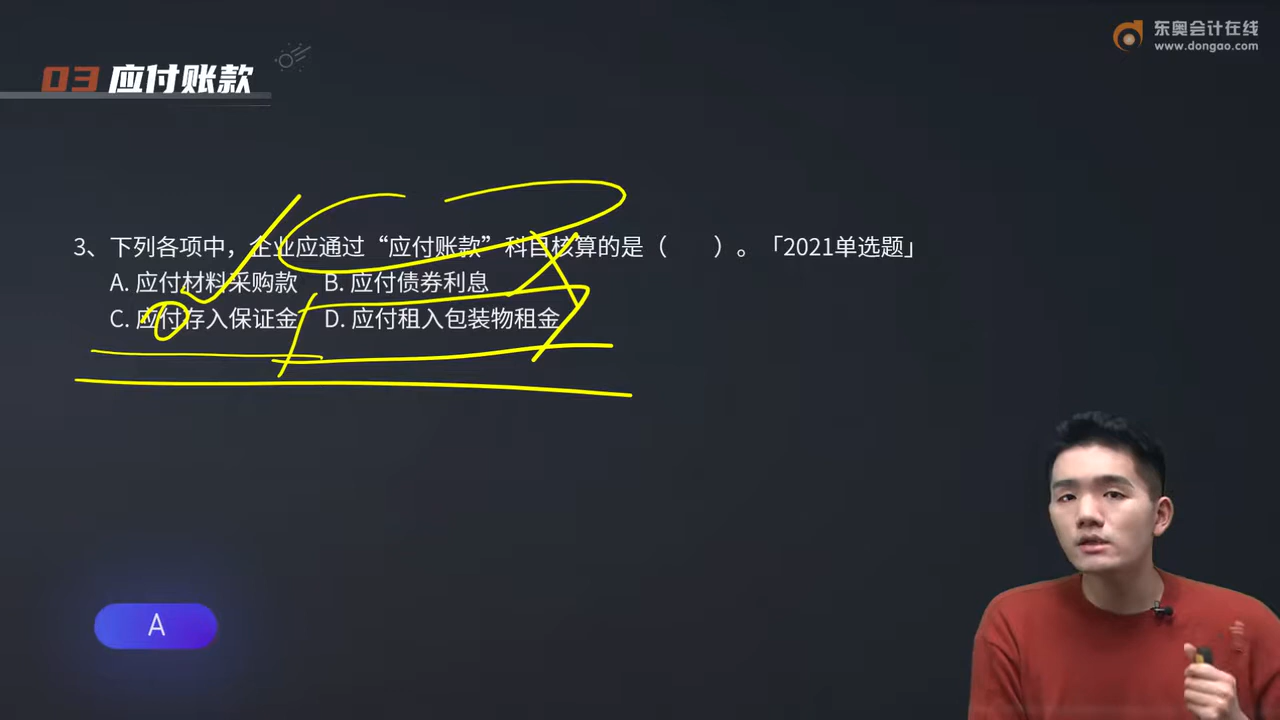 东奥会计在线
www.dongao.com
03 应付账款
3、下列各项中，企业应通过“应付账款”科目核算的是（　　）。「2021单选题」
A. 应付材料采购款 B. 应付债券利息
C. 应付存入保证金 D. 应付租入包装物租金
A